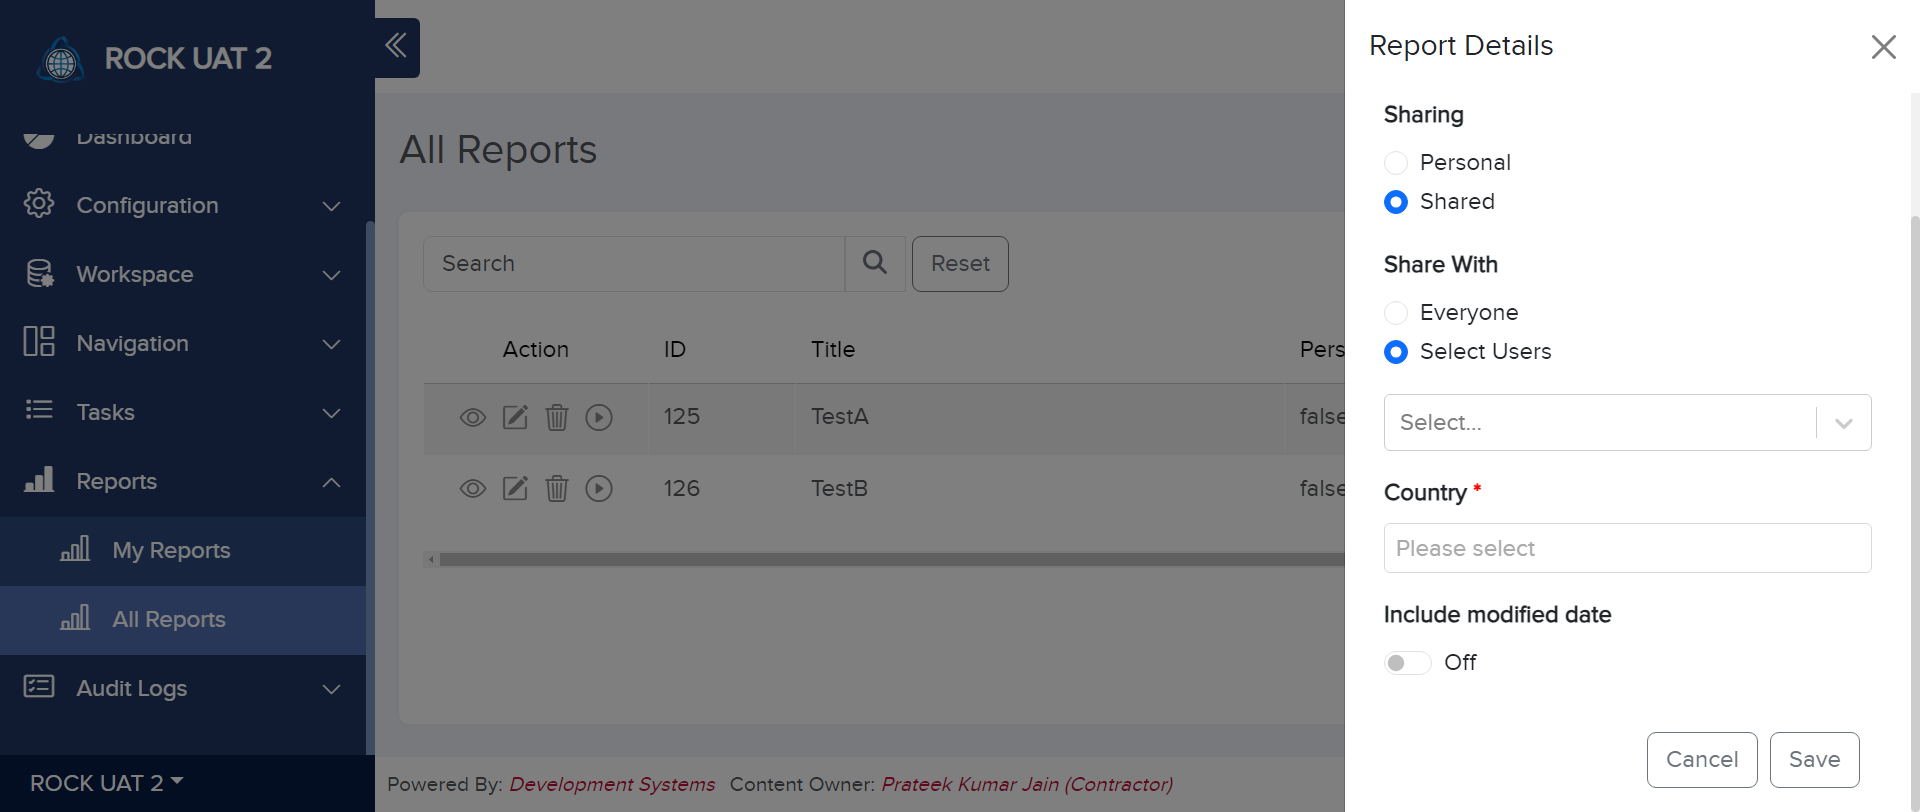 ROCK UAT 2
Dashboard
Configuration
Workspace
Navigation
Tasks
Reports
My Reports
All Reports
Audit Logs
ROCK UAT 2
All Reports
Search
Reset
Action ID Title Pers
125 TestA false
126 TestB false
Powered By: Development Systems Content Owner: Prateek Kumar Jain (Contractor)
Report Details
Sharing
Personal
Shared
Share With
Everyone
Select Users
Select...
Country *
Please select
Include modified date
Off
Cancel Save